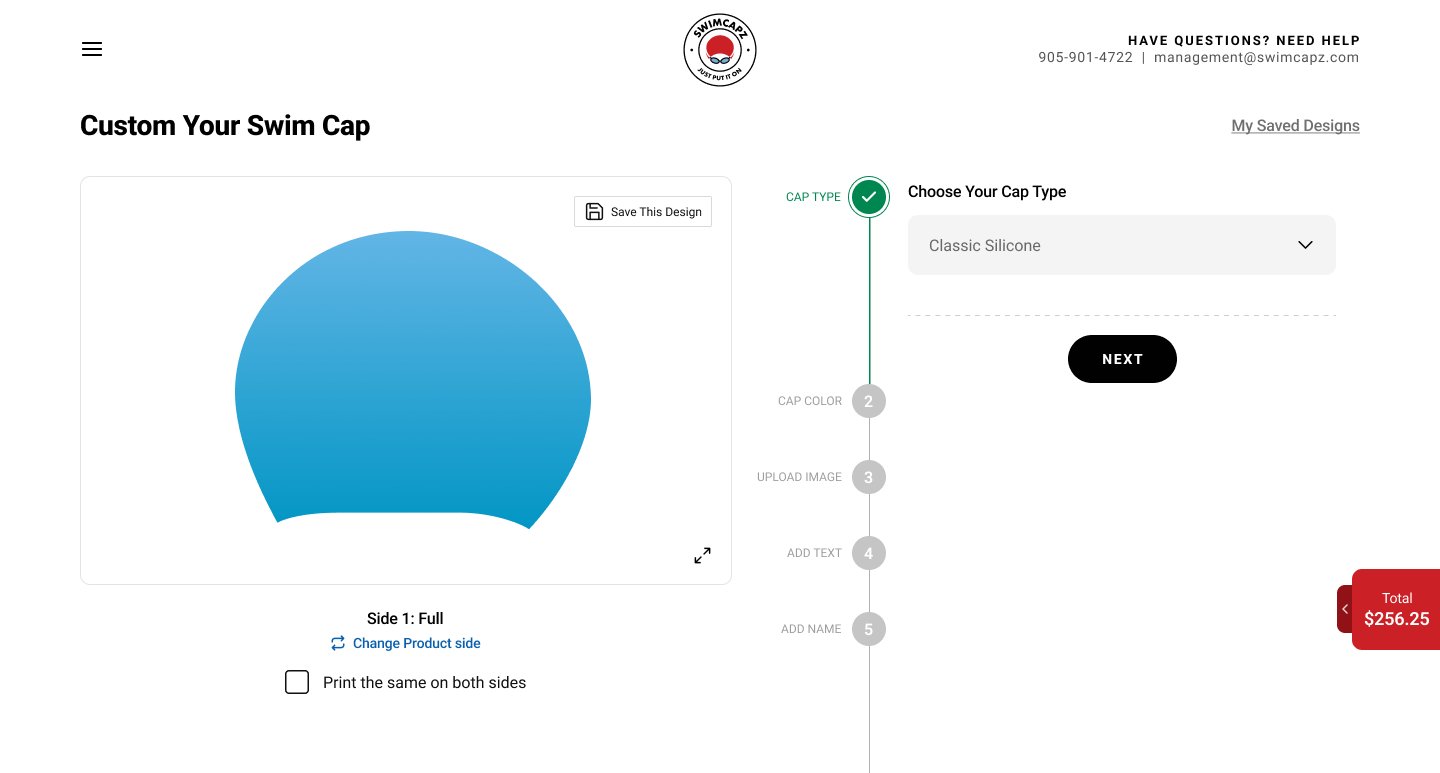 SWIMCAPZ
JUST PUT IT ON
HAVE QUESTIONS? NEED HELP
905-901-4722 | management@swimcapz.com
Custom Your Swim Cap
My Saved Designs
Save This Design
Side 1: Full
Change Product side
Print the same on both sides
CAP TYPE
CAP COLOR 2
UPLOAD IMAGE 3
ADD TEXT 4
ADD NAME 5
Choose Your Cap Type
Classic Silicone
NEXT
Total
$256.25